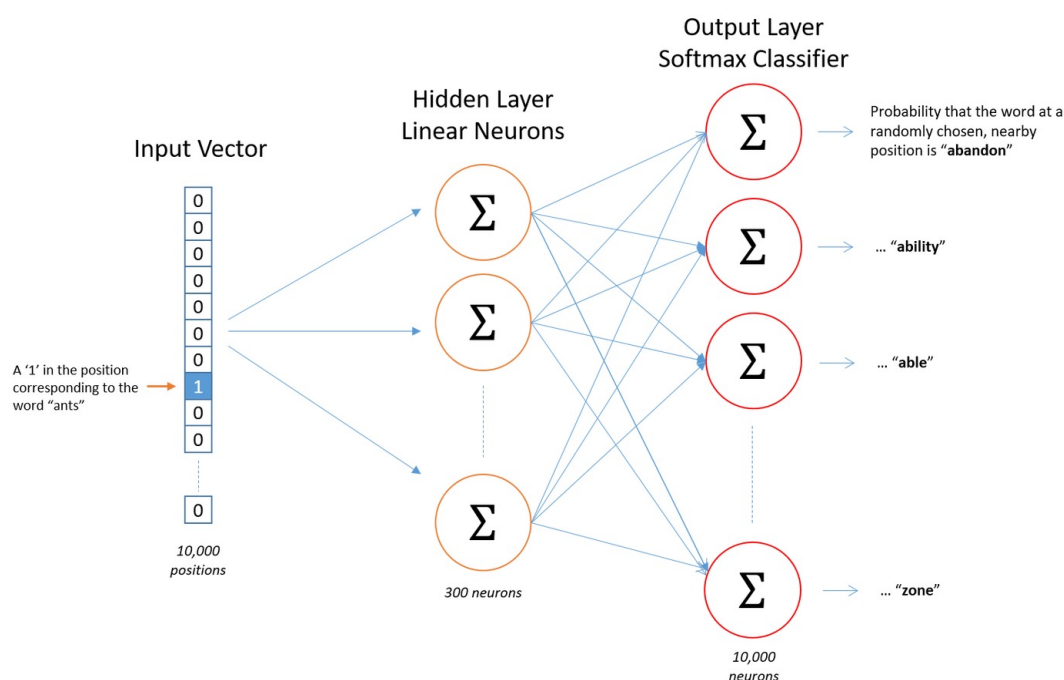 Output Layer
Softmax Classifier
Hidden Layer
Linear Neurons
Input Vector
0
0
0
0
0
0
0
1
0
0
0
A ‘1’ in the position
corresponding to the
word “ants”
10,000
positions
Σ
Σ
Σ
300 neurons
Σ
Σ
Σ
Σ
10,000
neurons
Probability that the word at a
randomly chosen, nearby
position is “abandon”
... “ability”
... “able”
... “zone”